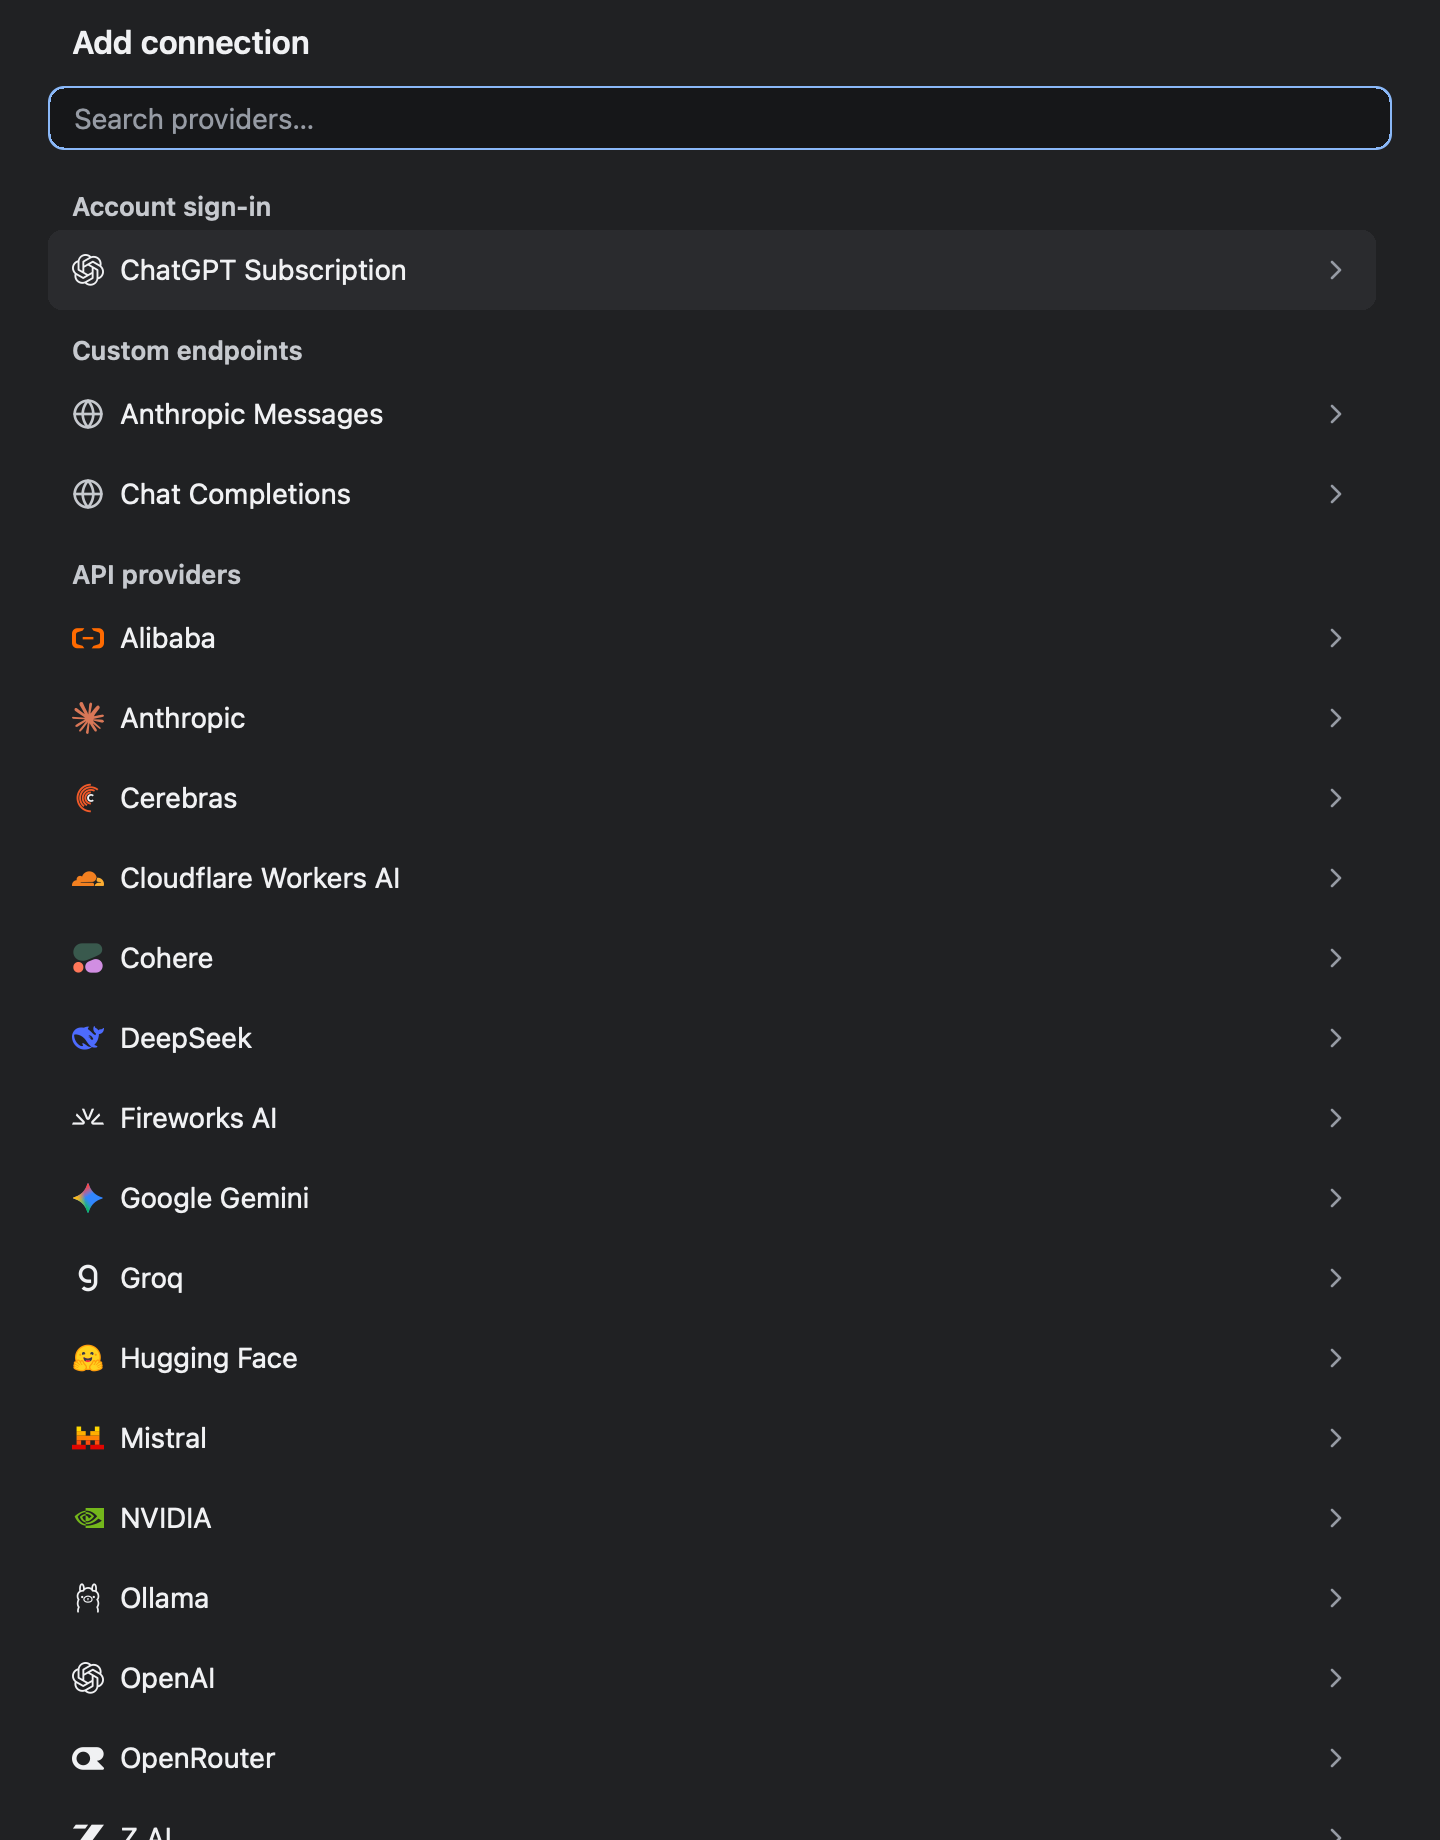 Add connection
Search providers...
Account sign-in
ChatGPT Subscription
Custom endpoints
Anthropic Messages
Chat Completions
API providers
Alibaba
Anthropic
Cerebras
Cloudflare Workers AI
Cohere
DeepSeek
Fireworks AI
Google Gemini
Groq
Hugging Face
Mistral
NVIDIA
Ollama
OpenAI
OpenRouter
Z.AI